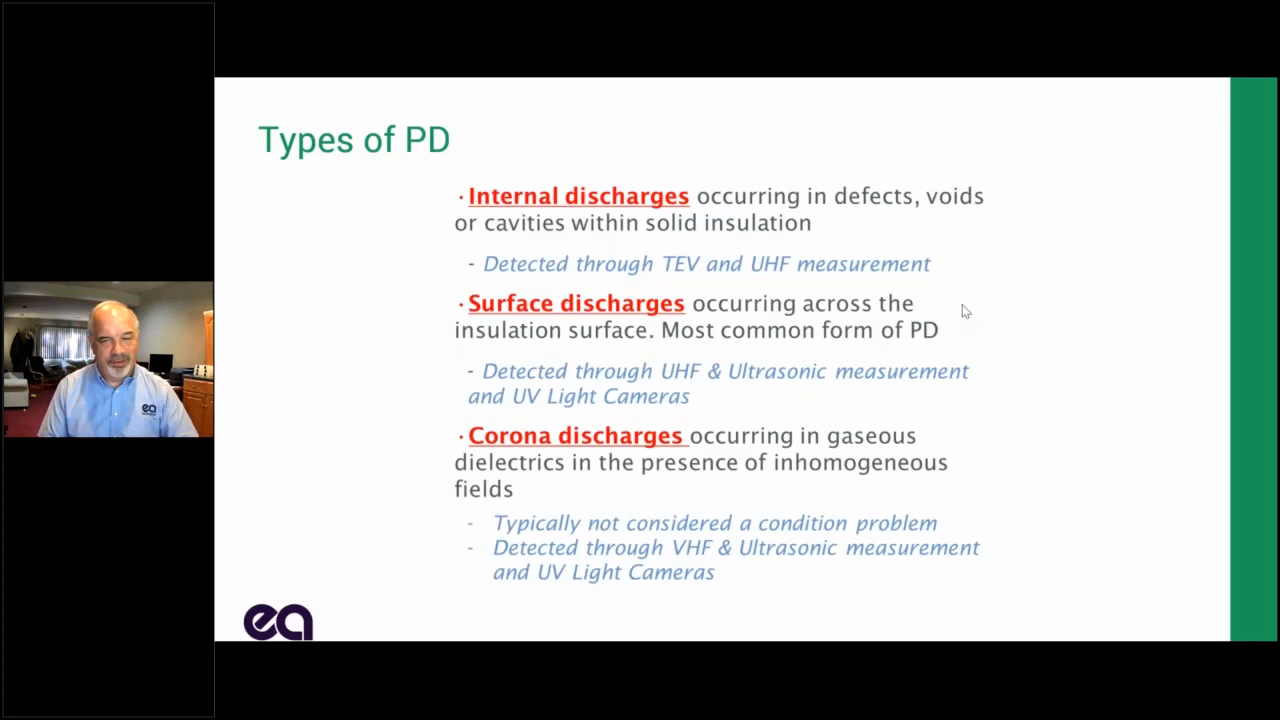 Types of PD
· Internal discharges occurring in defects, voids
or cavities within solid insulation
- Detected through TEV and UHF measurement
· Surface discharges occurring across the
insulation surface. Most common form of PD
- Detected through UHF & Ultrasonic measurement
and UV Light Cameras
· Corona discharges occurring in gaseous
dielectrics in the presence of inhomogeneous
fields
- Typically not considered a condition problem
- Detected through VHF & Ultrasonic measurement
and UV Light Cameras
ea
ea